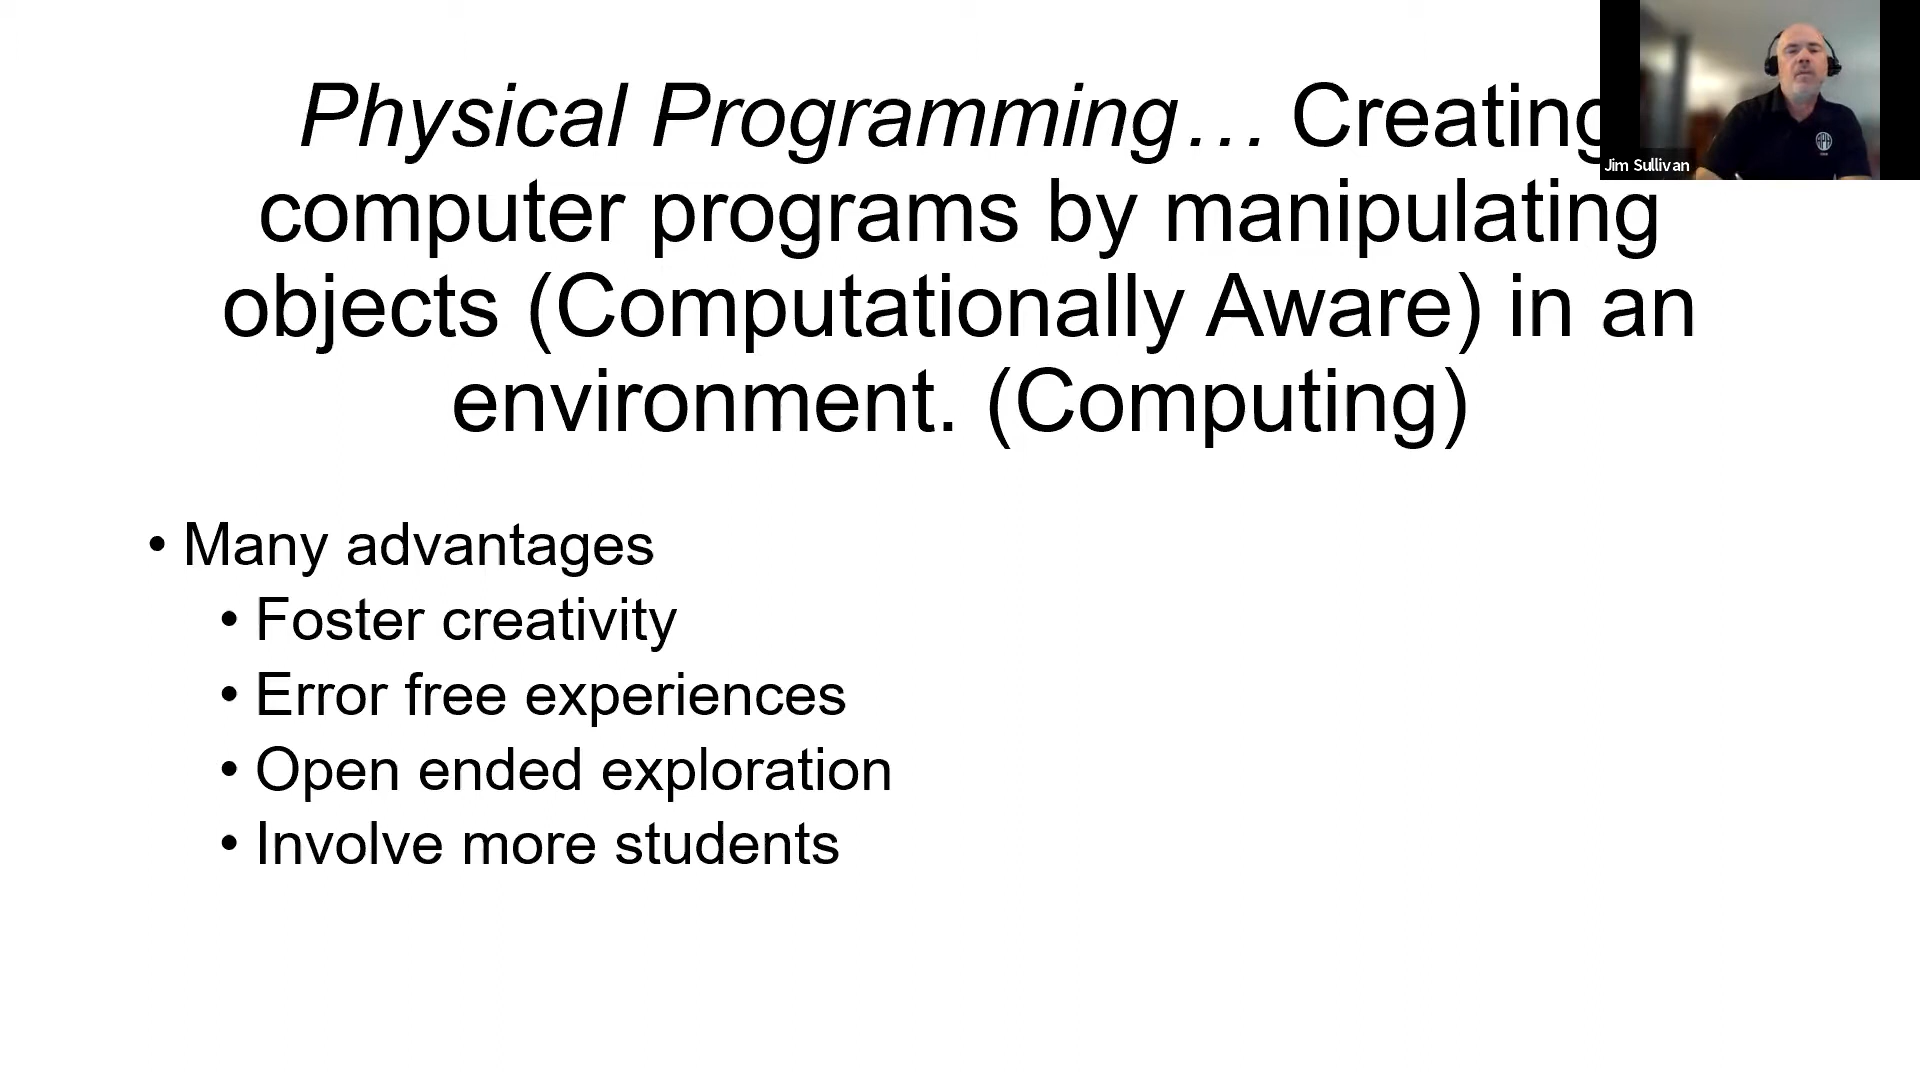 Physical Programming… Creating
computer programs by manipulating
objects (Computationally Aware) in an
environment. (Computing)
• Many advantages
• Foster creativity
• Error free experiences
• Open ended exploration
• Involve more students
Jim Sullivan
APH